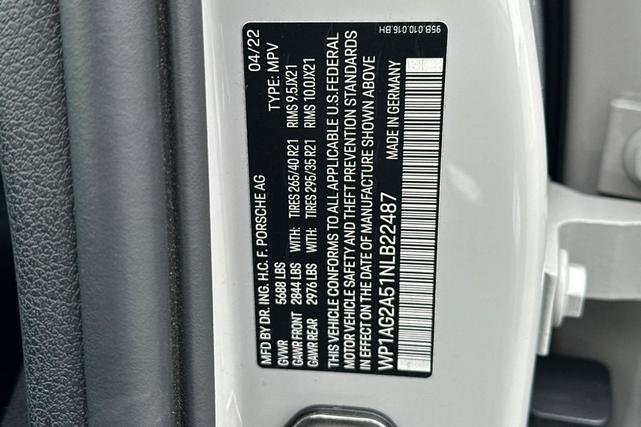 MFD BY DR. ING. H.C. F. PORSCHE AG 04/22
GVWR 5688 LBS TYPE: MPV
GAWR FRONT 2844 LBS WITH: TIRES 265/40 R21 RIMS 9.5JX21
GAWR REAR 2976 LBS WITH: TIRES 295/35 R21 RIMS 10.0JX21
THIS VEHICLE CONFORMS TO ALL APPLICABLE U.S. FEDERAL
MOTOR VEHICLE SAFETY AND THEFT PREVENTION STANDARDS
IN EFFECT ON THE DATE OF MANUFACTURE SHOWN ABOVE
WP1AG2A51NLB22487 MADE IN GERMANY
95B.010.016.BH